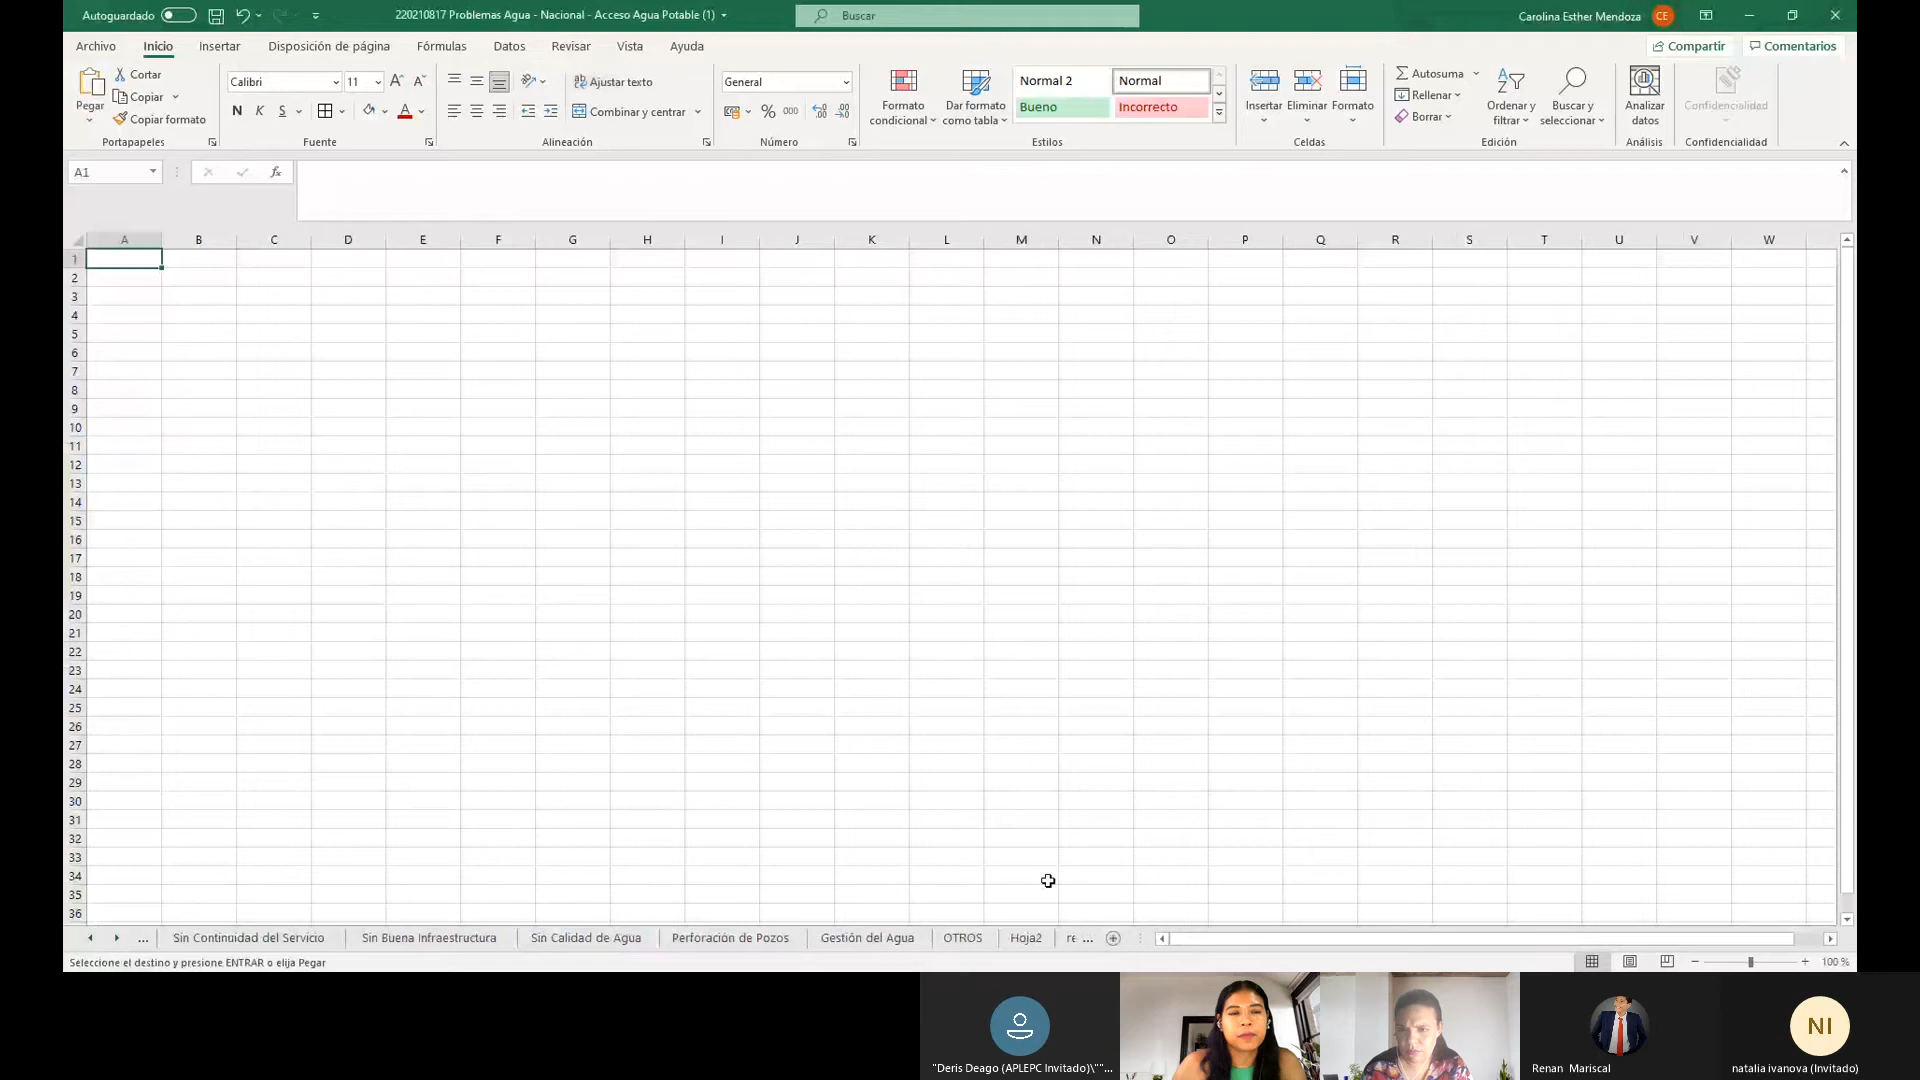 Autoguardado 220210817 Problemas Agua - Nacional - Acceso Agua Potable (1) Buscar Carolina Esther Mendoza CE
Archivo Inicio Insertar Disposición de página Fórmulas Datos Revisar Vista Ayuda Compartir Comentarios
Pegar
Cortar
Copiar
Copiar formato
Portapapeles
Calibri 11
N K S A
Fuente
Ajustar texto
Combinar y centrar
Alineación
General
% 000
Número
Formato condicional
Dar formato como tabla
Normal 2 Normal
Bueno Incorrecto
Estilos
Insertar Eliminar Formato
Celdas
Autosuma
Rellenar
Borrar
Ordenar y filtrar
Buscar y seleccionar
Edición
Analizar datos
Análisis
Confidencialidad
Confidencialidad
A1 fx
A B C D E F G H I J K L M N O P Q R S T U V W
1
2
3
4
5
6
7
8
9
10
11
12
13
14
15
16
17
18
19
20
21
22
23
24
25
26
27
28
29
30
31
32
33
34
35
36
... Sin Continuidad del Servicio Sin Buena Infraestructura Sin Calidad de Agua Perforación de Pozos Gestión del Agua OTROS Hoja2 re ...
Seleccione el destino y presione ENTRAR o elija Pegar 100 %
NI
"Deris Deago (APLEPC Invitado)\""... Renan Mariscal natalia ivanova (Invitado)